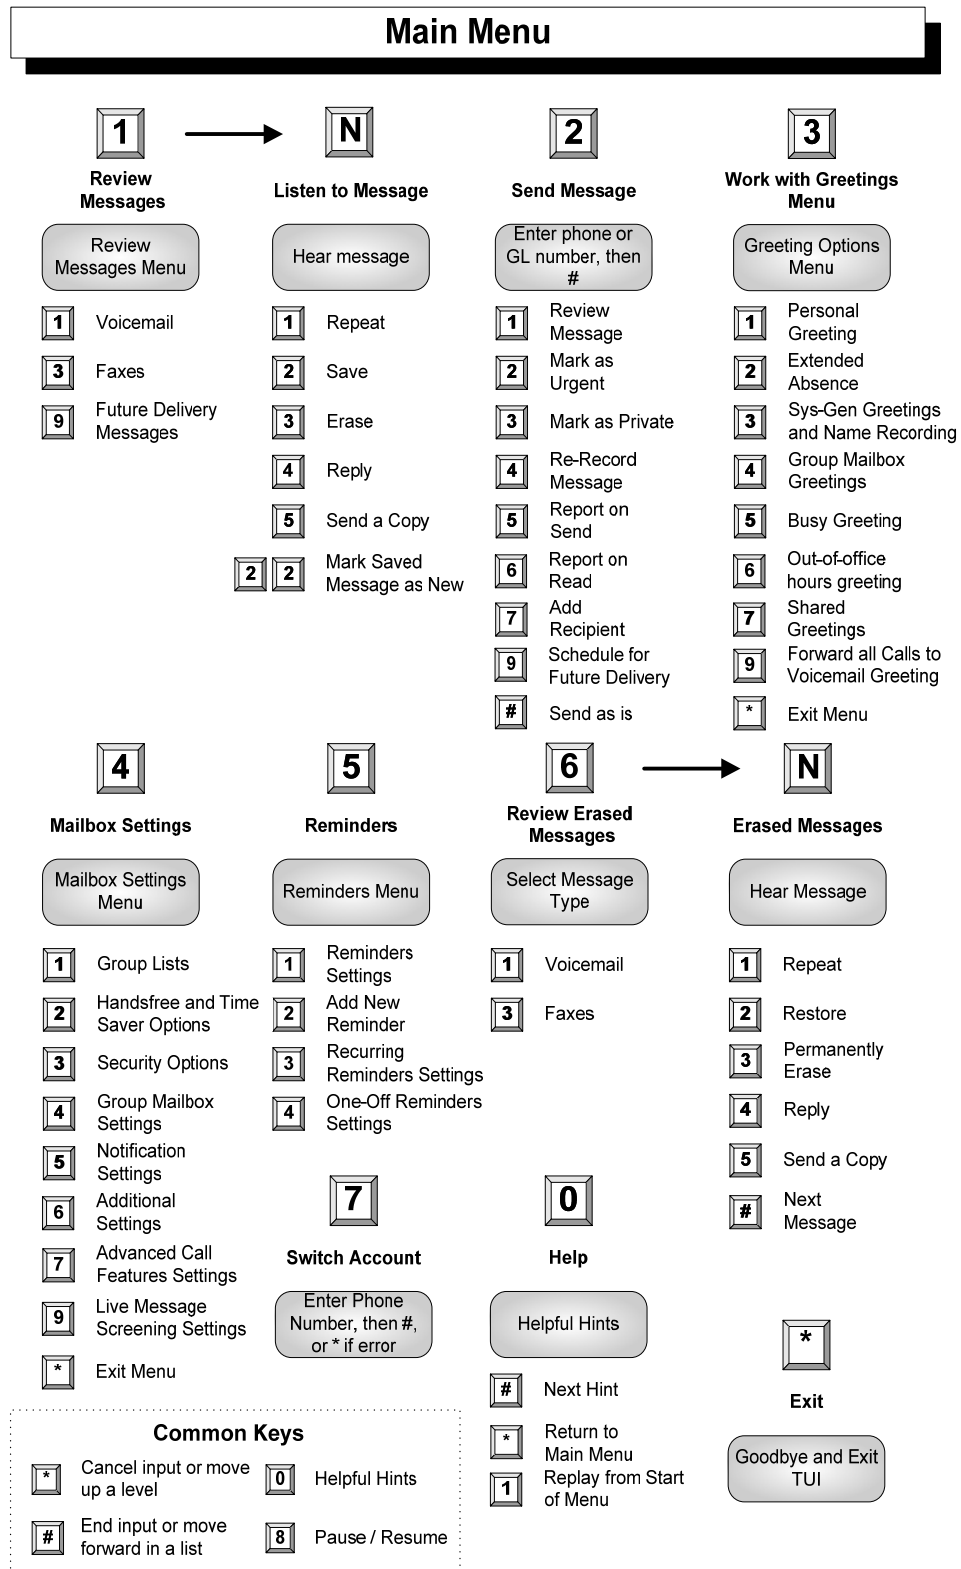 Main Menu
1
Review
Messages
Review
Messages Menu
1 Voicemail
3 Faxes
9 Future Delivery
Messages
N
Listen to Message
Hear message
1 Repeat
2 Save
3 Erase
4 Reply
5 Send a Copy
2 2 Mark Saved
Message as New
2
Send Message
Enter phone or
GL number, then
#
1 Review
Message
2 Mark as
Urgent
3 Mark as Private
4 Re-Record
Message
5 Report on
Send
6 Report on
Read
7 Add
Recipient
9 Schedule for
Future Delivery
# Send as is
3
Work with Greetings
Menu
Greeting Options
Menu
1 Personal
Greeting
2 Extended
Absence
3 Sys-Gen Greetings
and Name Recording
4 Group Mailbox
Greetings
5 Busy Greeting
6 Out-of-office
hours greeting
7 Shared
Greetings
9 Forward all Calls to
Voicemail Greeting
* Exit Menu
4
Mailbox Settings
Mailbox Settings
Menu
1 Group Lists
2 Handsfree and Time
Saver Options
3 Security Options
4 Group Mailbox
Settings
5 Notification
Settings
6 Additional
Settings
7 Advanced Call
Features Settings
9 Live Message
Screening Settings
* Exit Menu
5
Reminders
Reminders Menu
1 Reminders
Settings
2 Add New
Reminder
3 Recurring
Reminders Settings
4 One-Off Reminders
Settings
6
Review Erased
Messages
Select Message
Type
1 Voicemail
3 Faxes
N
Erased Messages
Hear Message
1 Repeat
2 Restore
3 Permanently
Erase
4 Reply
5 Send a Copy
# Next
Message
7
Switch Account
Enter Phone
Number, then #,
or * if error
0
Help
Helpful Hints
# Next Hint
* Return to
Main Menu
1 Replay from Start
of Menu
*
Exit
Goodbye and Exit
TUI
Common Keys
* Cancel input or move
up a level
0 Helpful Hints
# End input or move
forward in a list
8 Pause / Resume